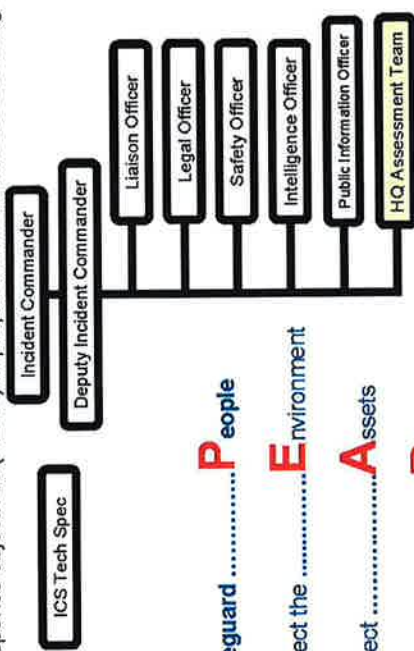 Incident Commander
Deputy Incident Commander
ICS Tech Spec
Liaison Officer
Legal Officer
Safety Officer
Intelligence Officer
Public Information Officer
HQ Assessment Team
eguard ............... People
ect the ............ Environment
ect ................... Assets